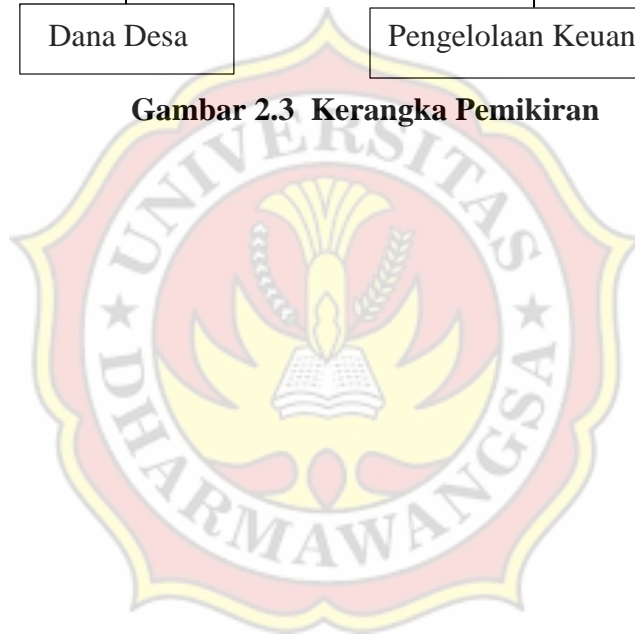 Dana Desa
Pengelolaan Keuan
Gambar 2.3 Kerangka Pemikiran
UNIVERSITAS
DHARMAWANGSA